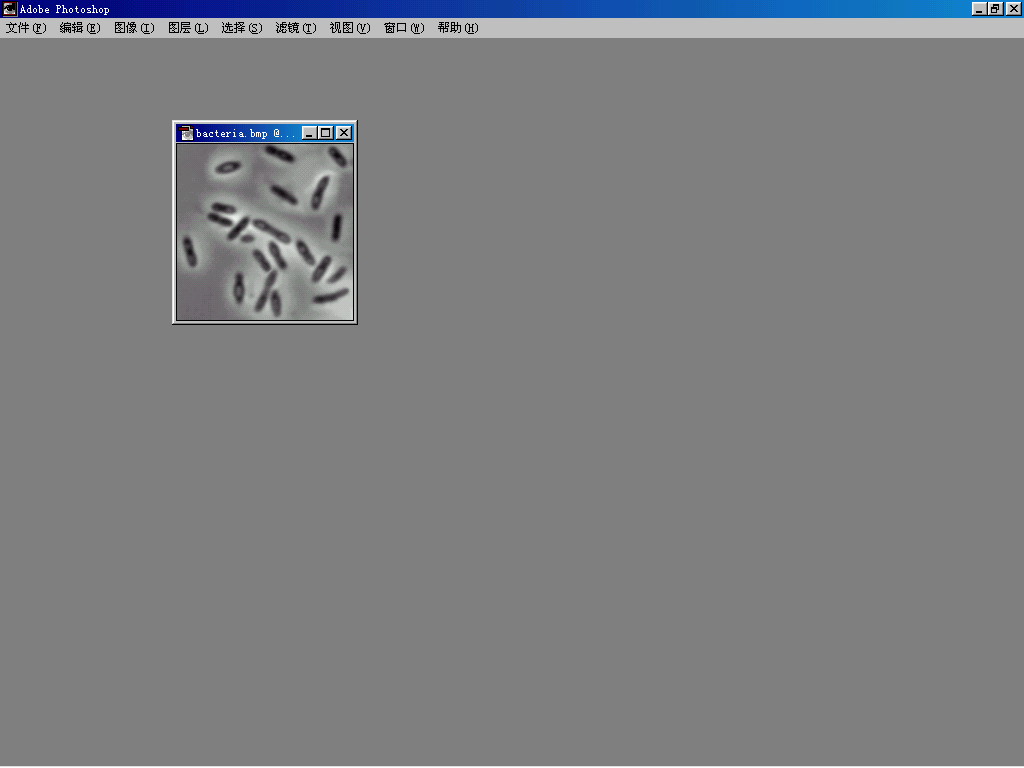 Adobe Photoshop
文件(F) 编辑(E) 图像(I) 图层(L) 选择(S) 滤镜(T) 视图(V) 窗口(W) 帮助(H)
bacteria.bmp @...